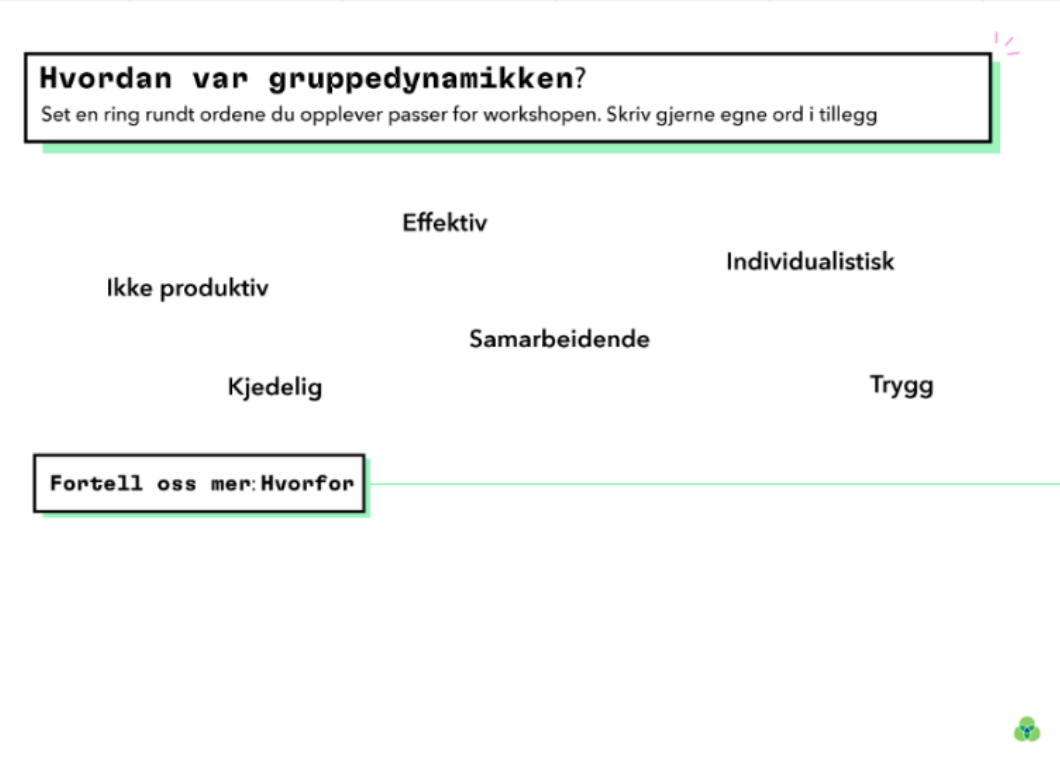 Hvordan var gruppedynamikken?
Set en ring rundt ordene du opplever passer for workshopen. Skriv gjerne egne ord i tillegg
Effektiv
Individualistisk
Ikke produktiv
Samarbeidende
Kjedelig
Trygg
Fortell oss mer: Hvorfor